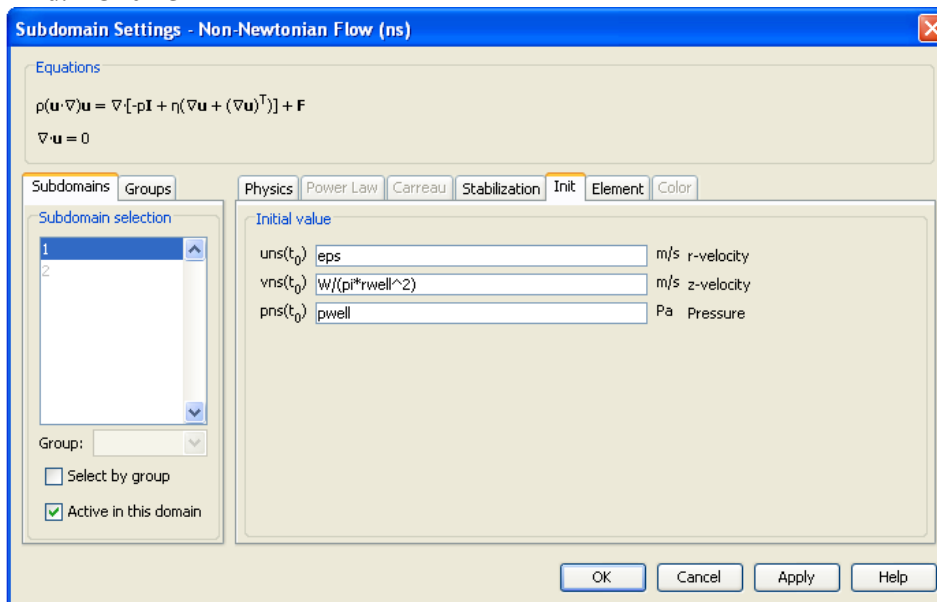 Subdomain Settings - Non-Newtonian Flow (ns)
Equations
ρ(u·∇)u = ∇·[-pI + η(∇u + (∇u)ᵀ)] + F
∇·u = 0
Subdomains Groups
Physics Power Law Carreau Stabilization Init Element Color
Subdomain selection
1
2
Group:
Select by group
Active in this domain
Initial value
uns(t₀) eps m/s r-velocity
vns(t₀) W/(pi*rwell^2) m/s z-velocity
pns(t₀) pwell Pa Pressure
OK Cancel Apply Help